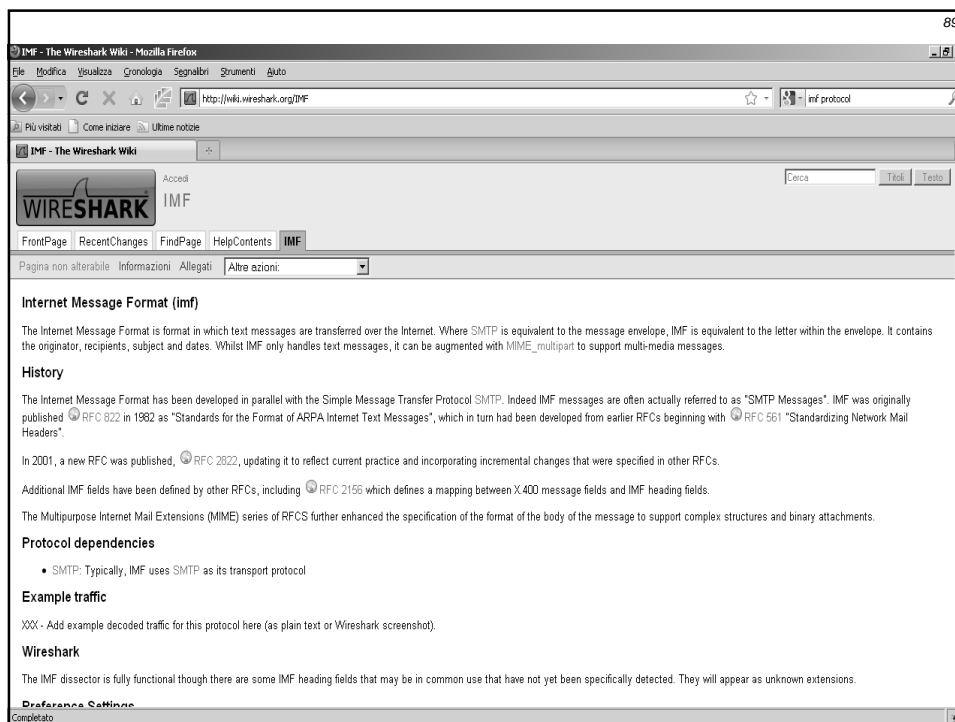 89
IMF - The Wireshark Wiki - Mozilla Firefox
File Modifica Visualizza Cronologia Segnalibri Strumenti Aiuto
http://wiki.wireshark.org/IMF
imf protocol
Più visitati Come iniziare Ultime notizie
IMF - The Wireshark Wiki
Accedi
IMF
WIRESHARK
Cerca Titoli Testo
FrontPage RecentChanges FindPage HelpContents IMF
Pagina non alterabile Informazioni Allegati Altre azioni:
Internet Message Format (imf)
The Internet Message Format is format in which text messages are transferred over the Internet. Where SMTP is equivalent to the message envelope, IMF is equivalent to the letter within the envelope. It contains
the originator, recipients, subject and dates. Whilst IMF only handles text messages, it can be augmented with MIME_multipart to support multi-media messages.
History
The Internet Message Format has been developed in parallel with the Simple Message Transfer Protocol SMTP. Indeed IMF messages are often actually referred to as "SMTP Messages". IMF was originally
published RFC 822 in 1982 as "Standards for the Format of ARPA Internet Text Messages", which in turn had been developed from earlier RFCs beginning with RFC 561 "Standardizing Network Mail
Headers".
In 2001, a new RFC was published, RFC 2822, updating it to reflect current practice and incorporating incremental changes that were specified in other RFCs.
Additional IMF fields have been defined by other RFCs, including RFC 2156 which defines a mapping between X.400 message fields and IMF heading fields.
The Multipurpose Internet Mail Extensions (MIME) series of RFCS further enhanced the specification of the format of the body of the message to support complex structures and binary attachments.
Protocol dependencies
• SMTP: Typically, IMF uses SMTP as its transport protocol
Example traffic
XXX - Add example decoded traffic for this protocol here (as plain text or Wireshark screenshot).
Wireshark
The IMF dissector is fully functional though there are some IMF heading fields that may be in common use that have not yet been specifically detected. They will appear as unknown extensions.
Preference Settings
Completato